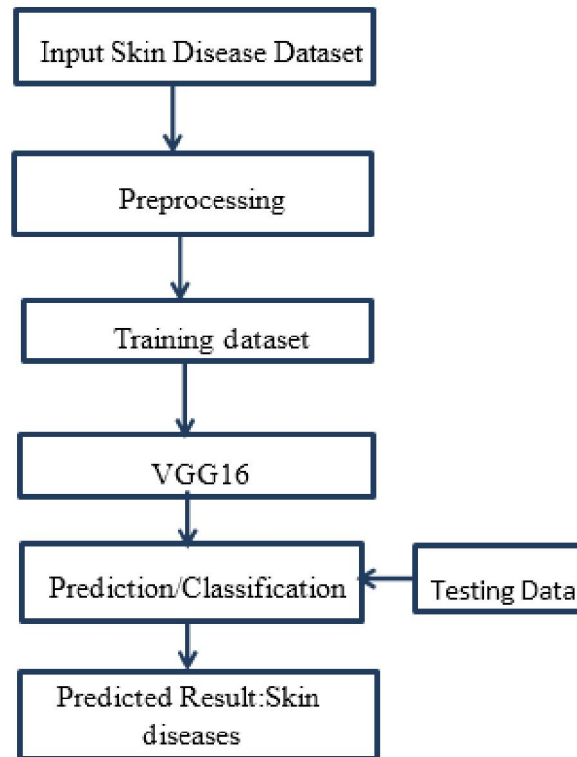 Input Skin Disease Dataset
Preprocessing
Training dataset
VGG16
Prediction/Classification
Testing Data
Predicted Result:Skin
diseases